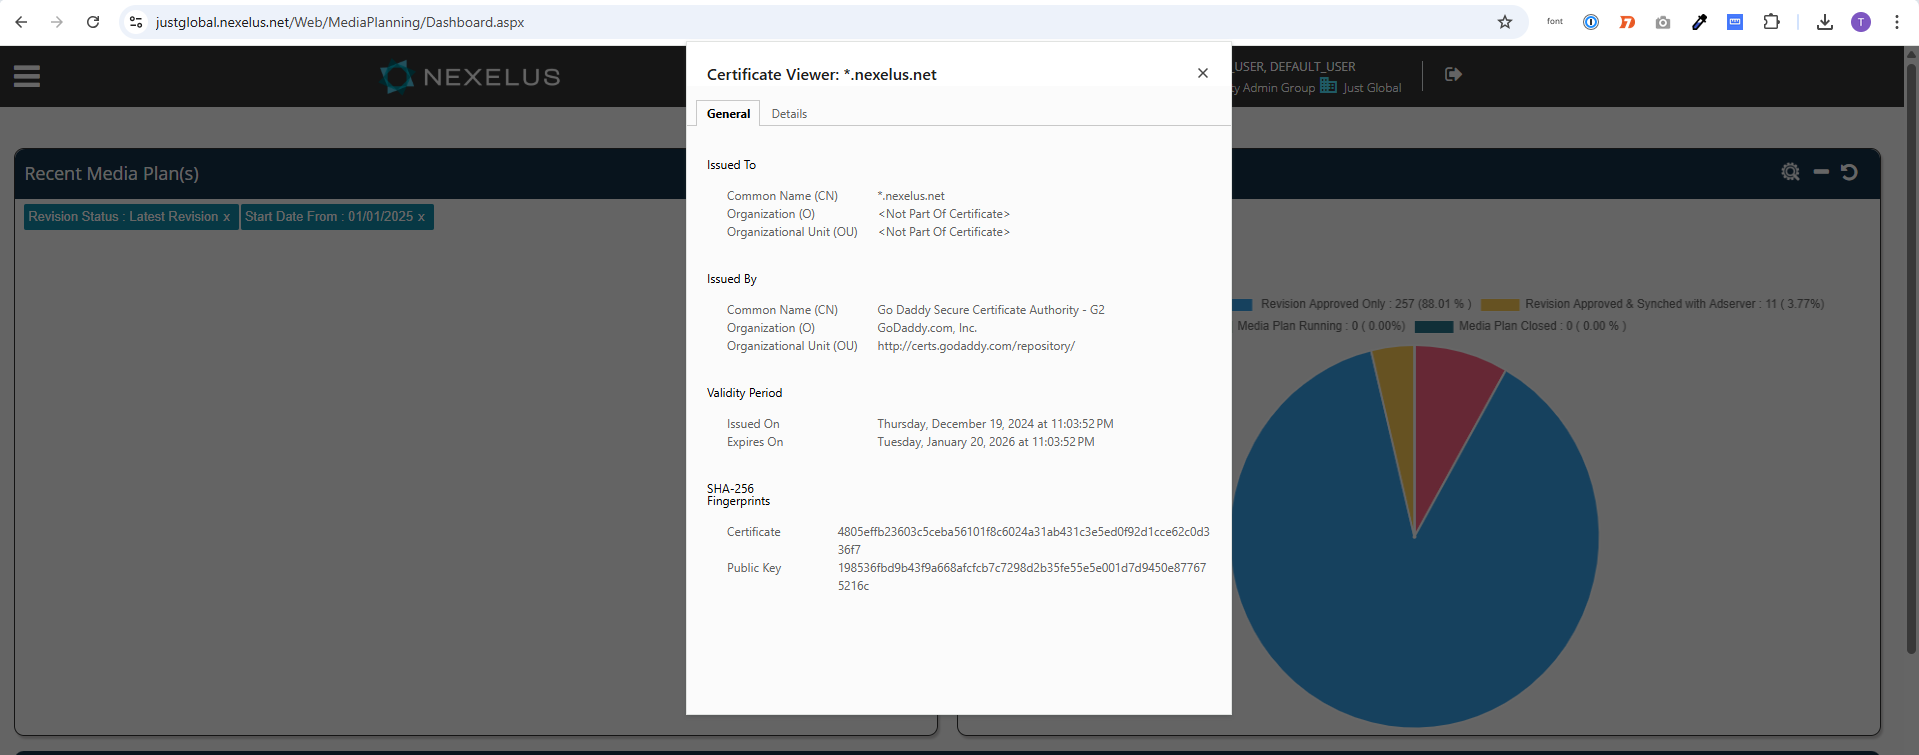 justglobal.nexelus.net/Web/MediaPlanning/Dashboard.aspx
font
T
NEXELUS
_USER, DEFAULT_USER
ty Admin Group
Just Global
Recent Media Plan(s)
Revision Status : Latest Revision x
Start Date From : 01/01/2025 x
Certificate Viewer: *.nexelus.net
General
Details
Issued To
Common Name (CN) *.nexelus.net
Organization (O) <Not Part Of Certificate>
Organizational Unit (OU) <Not Part Of Certificate>
Issued By
Common Name (CN) Go Daddy Secure Certificate Authority - G2
Organization (O) GoDaddy.com, Inc.
Organizational Unit (OU) http://certs.godaddy.com/repository/
Validity Period
Issued On Thursday, December 19, 2024 at 11:03:52 PM
Expires On Tuesday, January 20, 2026 at 11:03:52 PM
SHA-256
Fingerprints
Certificate 4805effb23603c5ceba56101f8c6024a31ab431c3e5ed0f92d1cce62c0d3
36f7
Public Key 198536fbd9b43f9a668afcfcb7c7298d2b35fe55e5e001d7d9450e87767
5216c
Revision Approved Only : 257 (88.01 % )
Revision Approved & Synched with Adserver : 11 ( 3.77%)
Media Plan Running : 0 ( 0.00%)
Media Plan Closed : 0 ( 0.00 % )